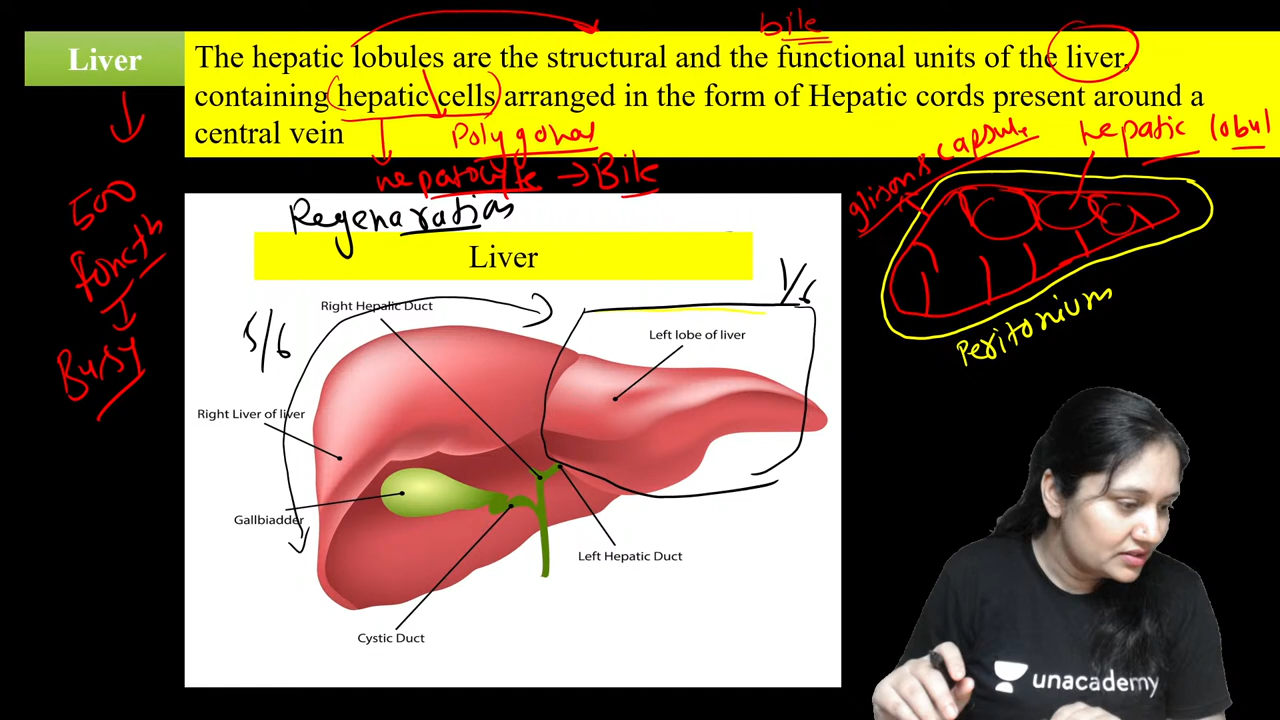 bile
Liver
The hepatic lobules are the structural and the functional units of the liver,
containing hepatic cells arranged in the form of Hepatic cords present around a
central vein
Polygonal
hepatocyte → Bile
glison's capsule
hepatic lobul
500
functn
Busy
Regenaration
Liver
1/6
5/6
Peritonium
Right Hepalic Duct
Left lobe of liver
Right Liver of liver
Gallbiadder
Left Hepatic Duct
Cystic Duct
unacademy